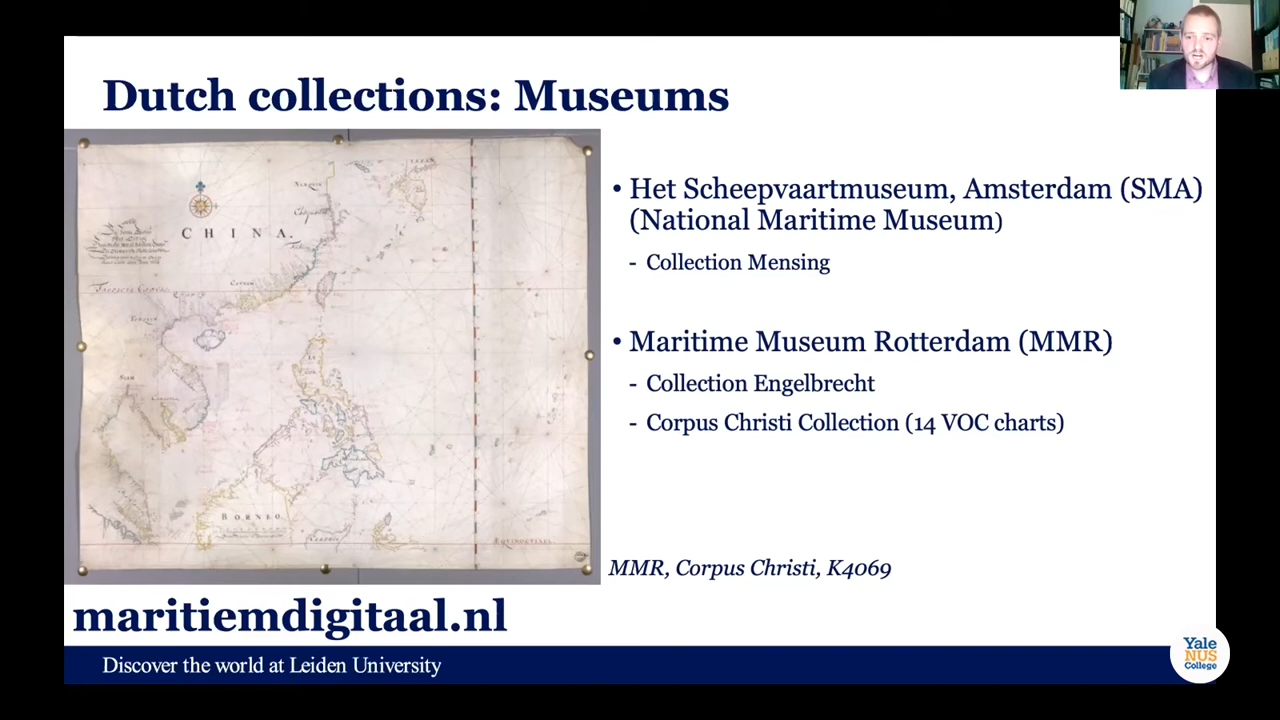 Dutch collections: Museums
CHINA.
BORNEO
• Het Scheepvaartmuseum, Amsterdam (SMA)
(National Maritime Museum)
- Collection Mensing
• Maritime Museum Rotterdam (MMR)
- Collection Engelbrecht
- Corpus Christi Collection (14 VOC charts)
MMR, Corpus Christi, K4069
maritiemdigitaal.nl
Discover the world at Leiden University
Yale
NUS
College